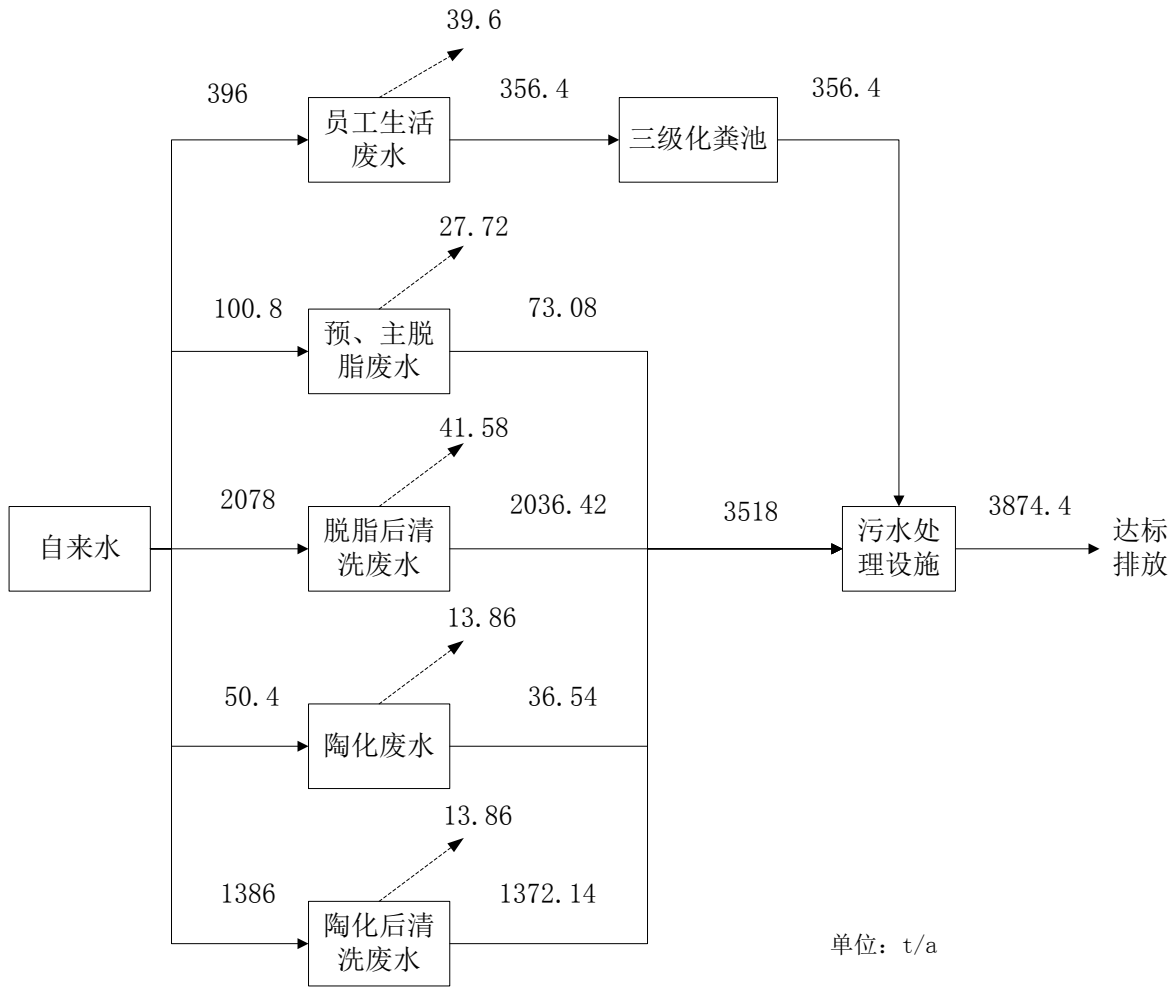 39.6
396
356.4
356.4
员工生活
废水
三级化粪池
27.72
100.8
73.08
预、主脱
脂废水
41.58
2078
2036.42
3518
3874.4
自来水
脱脂后清
洗废水
污水处
理设施
达标
排放
13.86
50.4
36.54
陶化废水
13.86
1386
1372.14
陶化后清
洗废水
单位：t/a